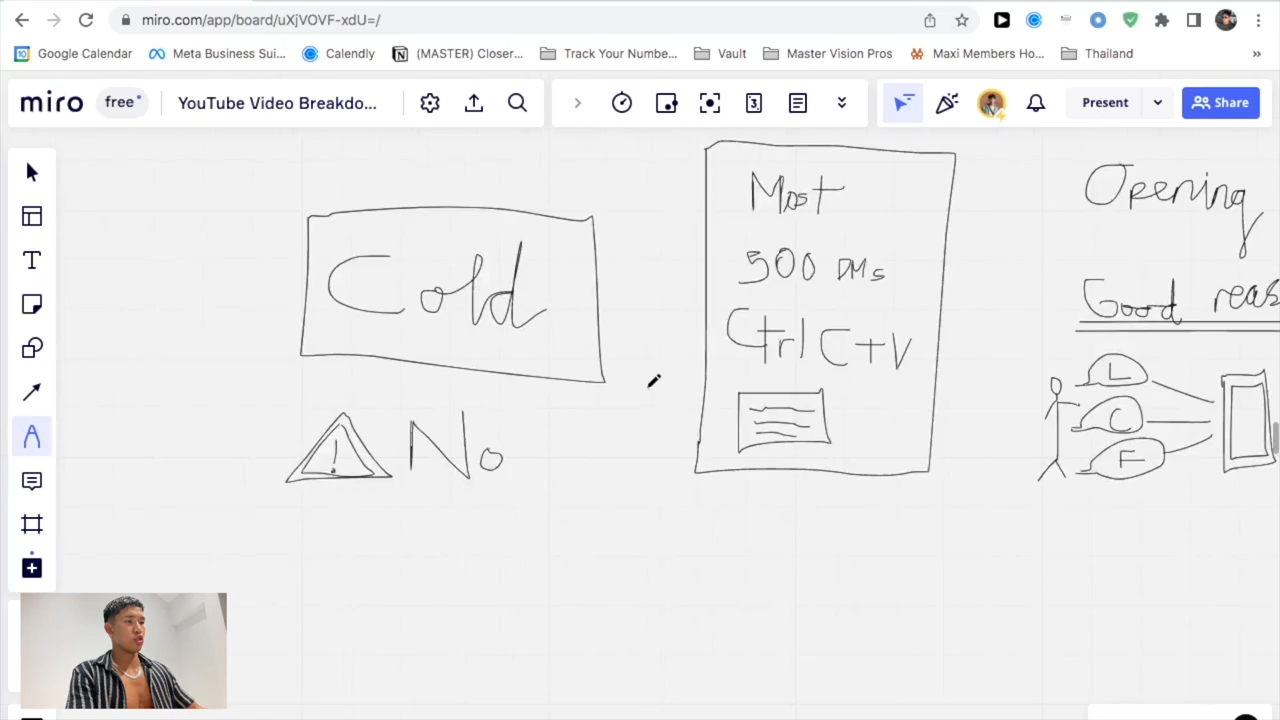 miro.com/app/board/uXjVOVF-xdU=/
Google Calendar
Meta Business Sui...
Calendly
(MASTER) Closer...
Track Your Numbe...
Vault
Master Vision Pros
Maxi Members Ho...
Thailand
»
miro
free
YouTube Video Breakdo...
Present
Share
Cold
! No
Most
500 DMs
Ctrl C+V
Opening
Good reas
L
C
F